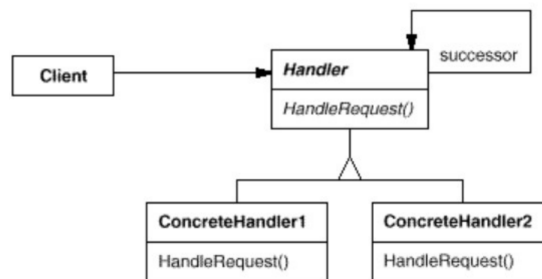 Client
Handler
HandleRequest()
successor
ConcreteHandler1
HandleRequest()
ConcreteHandler2
HandleRequest()